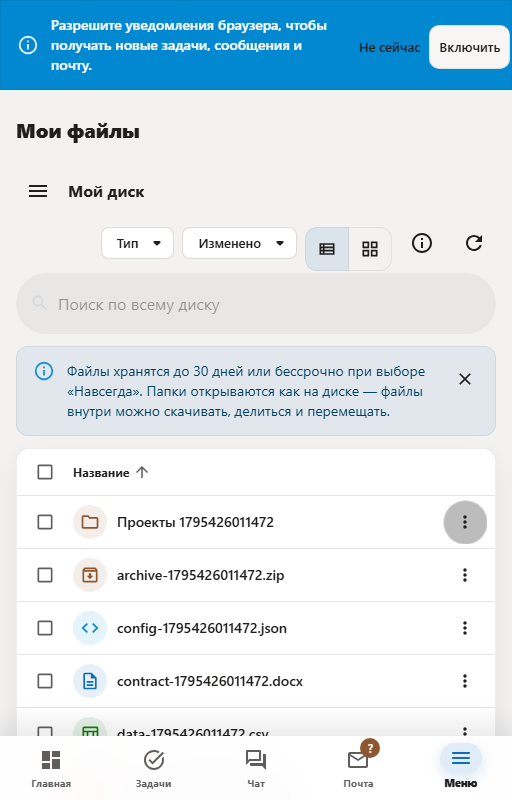 Разрешите уведомления браузера, чтобы
получать новые задачи, сообщения и
почту.
Не сейчас
Включить
Мои файлы
Мой диск
Тип
Изменено
Поиск по всему диску
Файлы хранятся до 30 дней или бессрочно при выборе
«Навсегда». Папки открываются как на диске — файлы
внутри можно скачивать, делиться и перемещать.
Название
Проекты 1795426011472
archive-1795426011472.zip
config-1795426011472.json
contract-1795426011472.docx
data-1795426011472.csv
?
Главная
Задачи
Чат
Почта
Меню